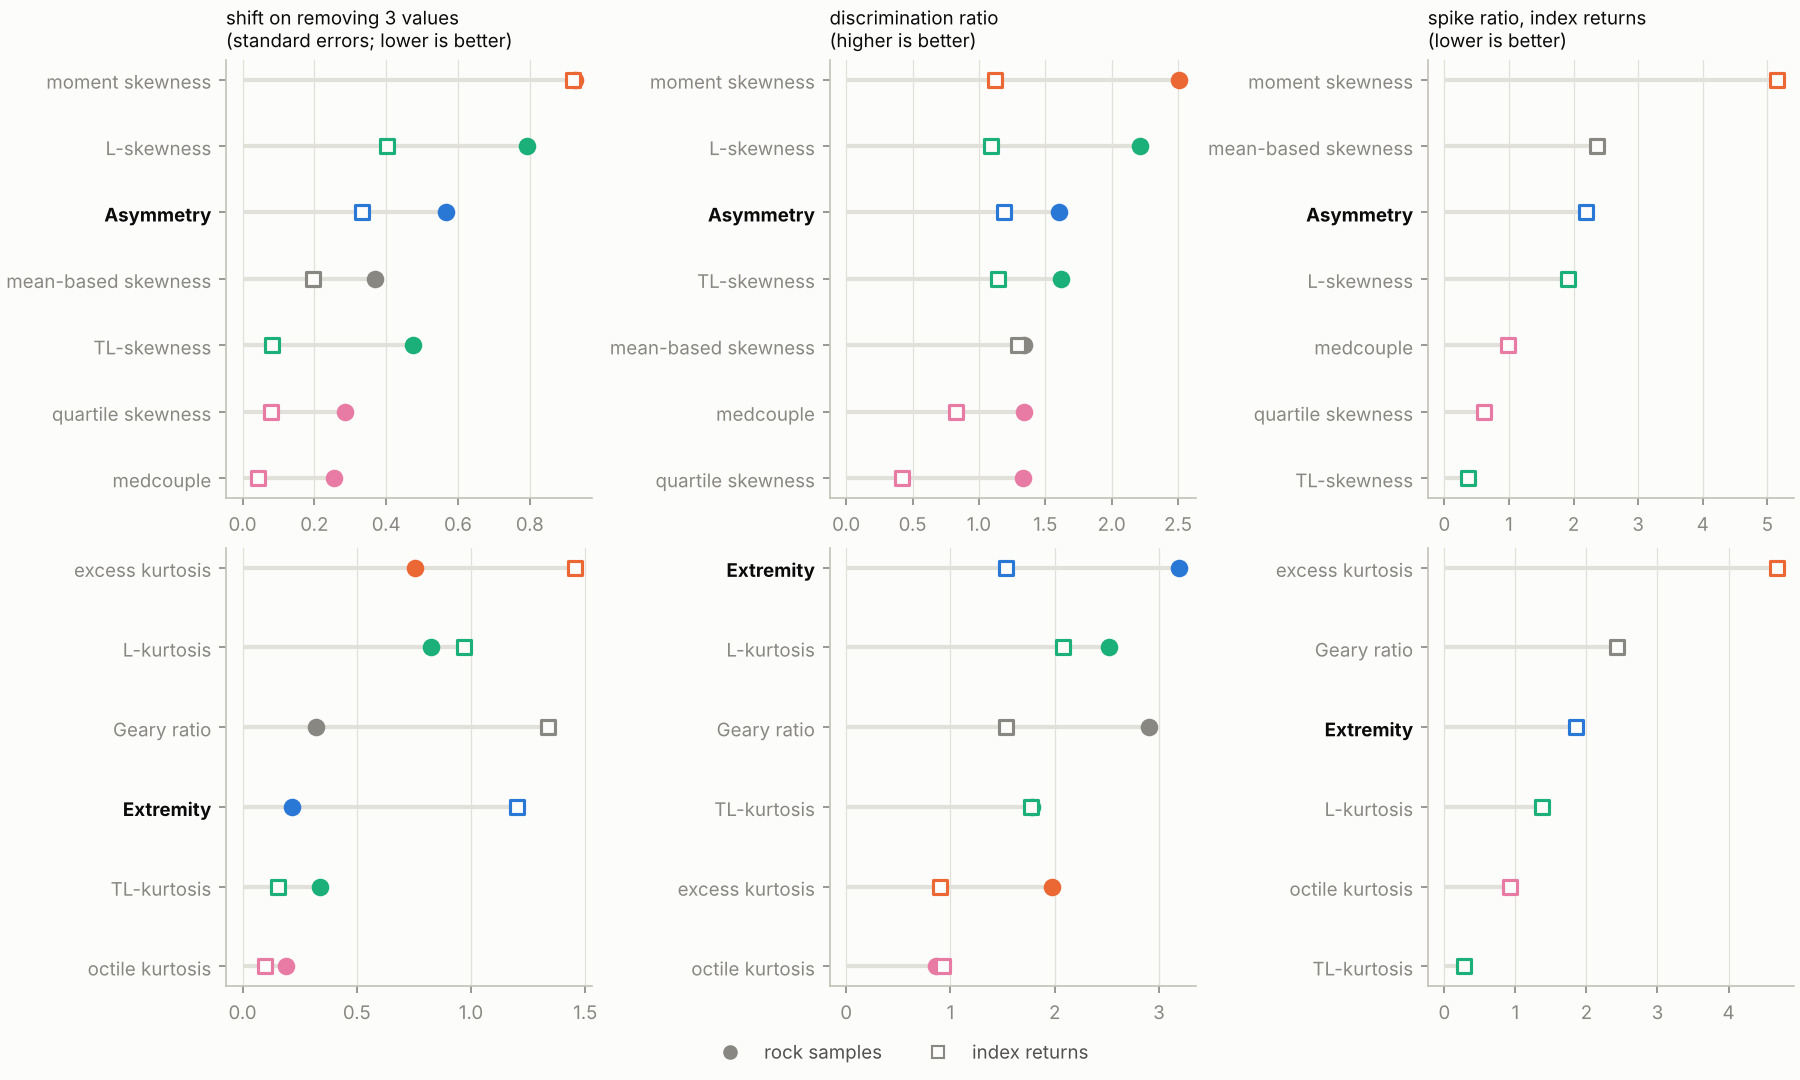 shift on removing 3 values
(standard errors; lower is better)
moment skewness
L-skewness
Asymmetry
mean-based skewness
TL-skewness
quartile skewness
medcouple
0.0 0.2 0.4 0.6 0.8
discrimination ratio
(higher is better)
moment skewness
L-skewness
Asymmetry
TL-skewness
mean-based skewness
medcouple
quartile skewness
0.0 0.5 1.0 1.5 2.0 2.5
spike ratio, index returns
(lower is better)
moment skewness
mean-based skewness
Asymmetry
L-skewness
medcouple
quartile skewness
TL-skewness
0 1 2 3 4 5
excess kurtosis
L-kurtosis
Geary ratio
Extremity
TL-kurtosis
octile kurtosis
0.0 0.5 1.0 1.5
Extremity
L-kurtosis
Geary ratio
TL-kurtosis
excess kurtosis
octile kurtosis
0 1 2 3
excess kurtosis
Geary ratio
Extremity
L-kurtosis
octile kurtosis
TL-kurtosis
0 1 2 3 4
rock samples index returns